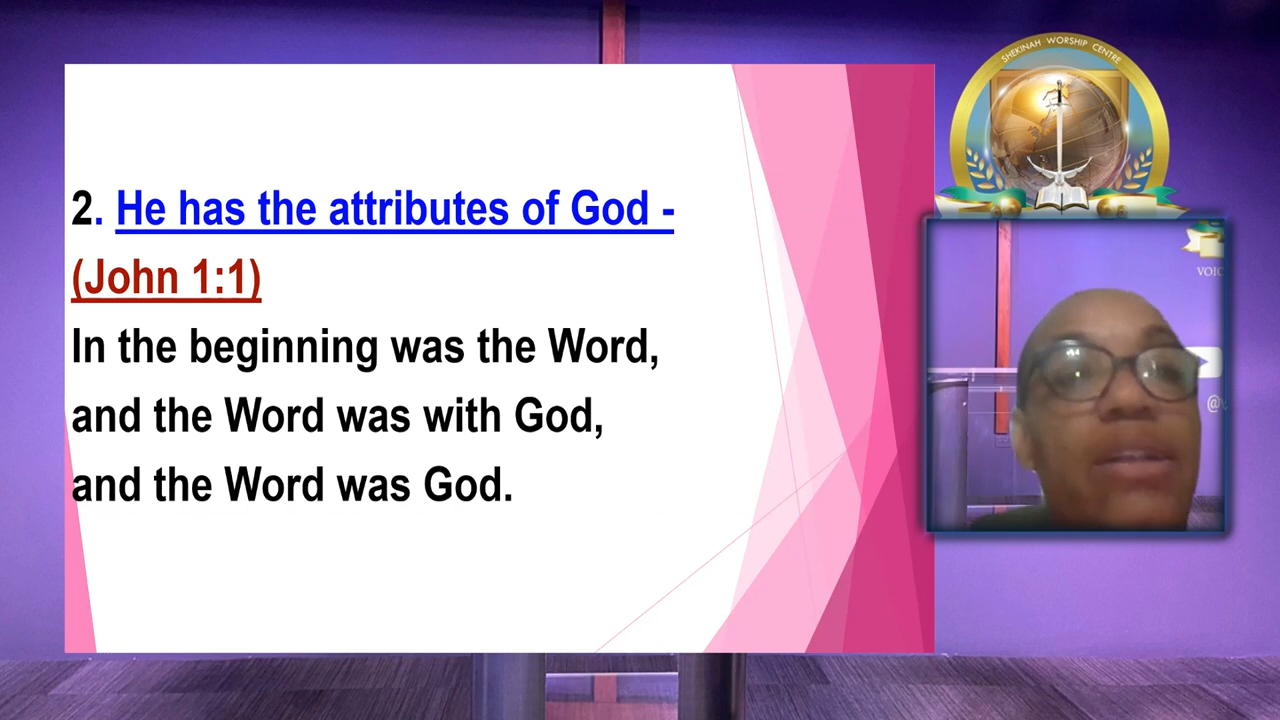 SHEKINAH WORSHIP CENTRE
2. He has the attributes of God -
(John 1:1)
In the beginning was the Word,
and the Word was with God,
and the Word was God.